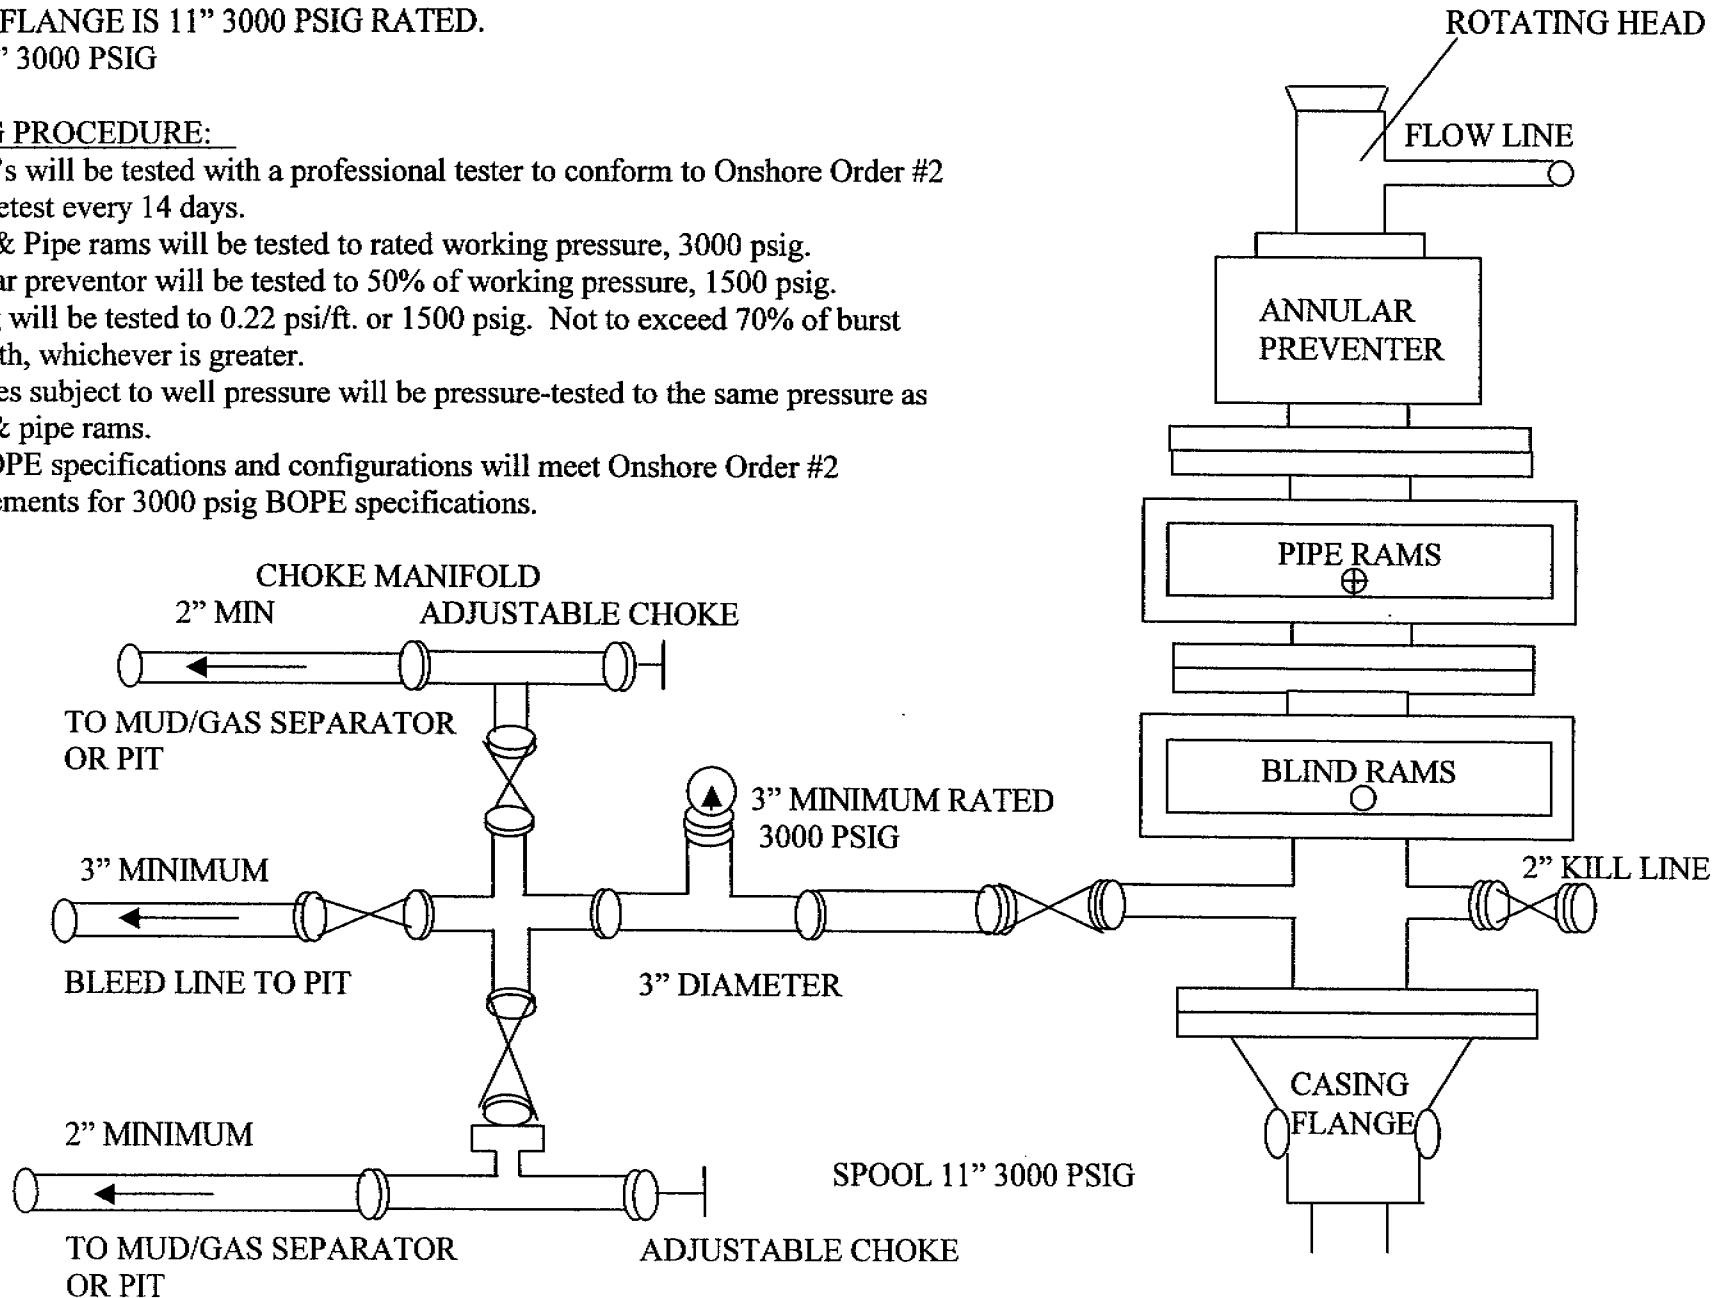 FLANGE IS 11” 3000 PSIG RATED.
” 3000 PSIG
G PROCEDURE:
’s will be tested with a professional tester to conform to Onshore Order #2
etest every 14 days.
& Pipe rams will be tested to rated working pressure, 3000 psig.
ar preventor will be tested to 50% of working pressure, 1500 psig.
will be tested to 0.22 psi/ft. or 1500 psig. Not to exceed 70% of burst
th, whichever is greater.
es subject to well pressure will be pressure-tested to the same pressure as
& pipe rams.
OPE specifications and configurations will meet Onshore Order #2
ements for 3000 psig BOPE specifications.
ROTATING HEAD
FLOW LINE
ANNULAR
PREVENTER
PIPE RAMS
BLIND RAMS
2” KILL LINE
CASING
FLANGE
CHOKE MANIFOLD
2” MIN
ADJUSTABLE CHOKE
TO MUD/GAS SEPARATOR
OR PIT
3” MINIMUM RATED
3000 PSIG
3” MINIMUM
BLEED LINE TO PIT
3” DIAMETER
2” MINIMUM
SPOOL 11” 3000 PSIG
TO MUD/GAS SEPARATOR
OR PIT
ADJUSTABLE CHOKE